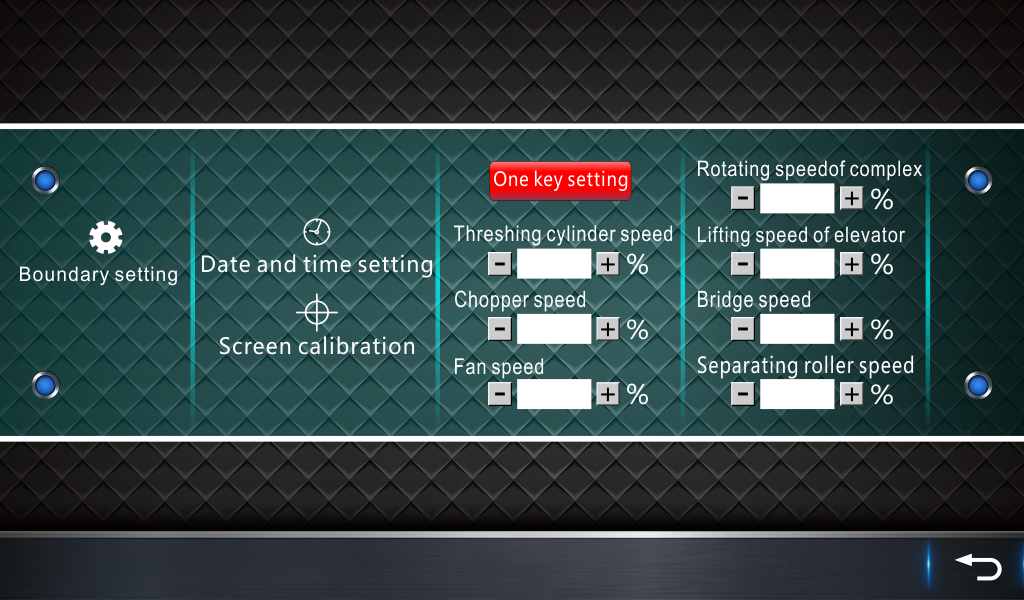 Boundary setting
Date and time setting
Screen calibration
One key setting
Threshing cylinder speed
- + %
Chopper speed
- + %
Fan speed
- + %
Rotating speedof complex
- + %
Lifting speed of elevator
- + %
Bridge speed
- + %
Separating roller speed
- + %